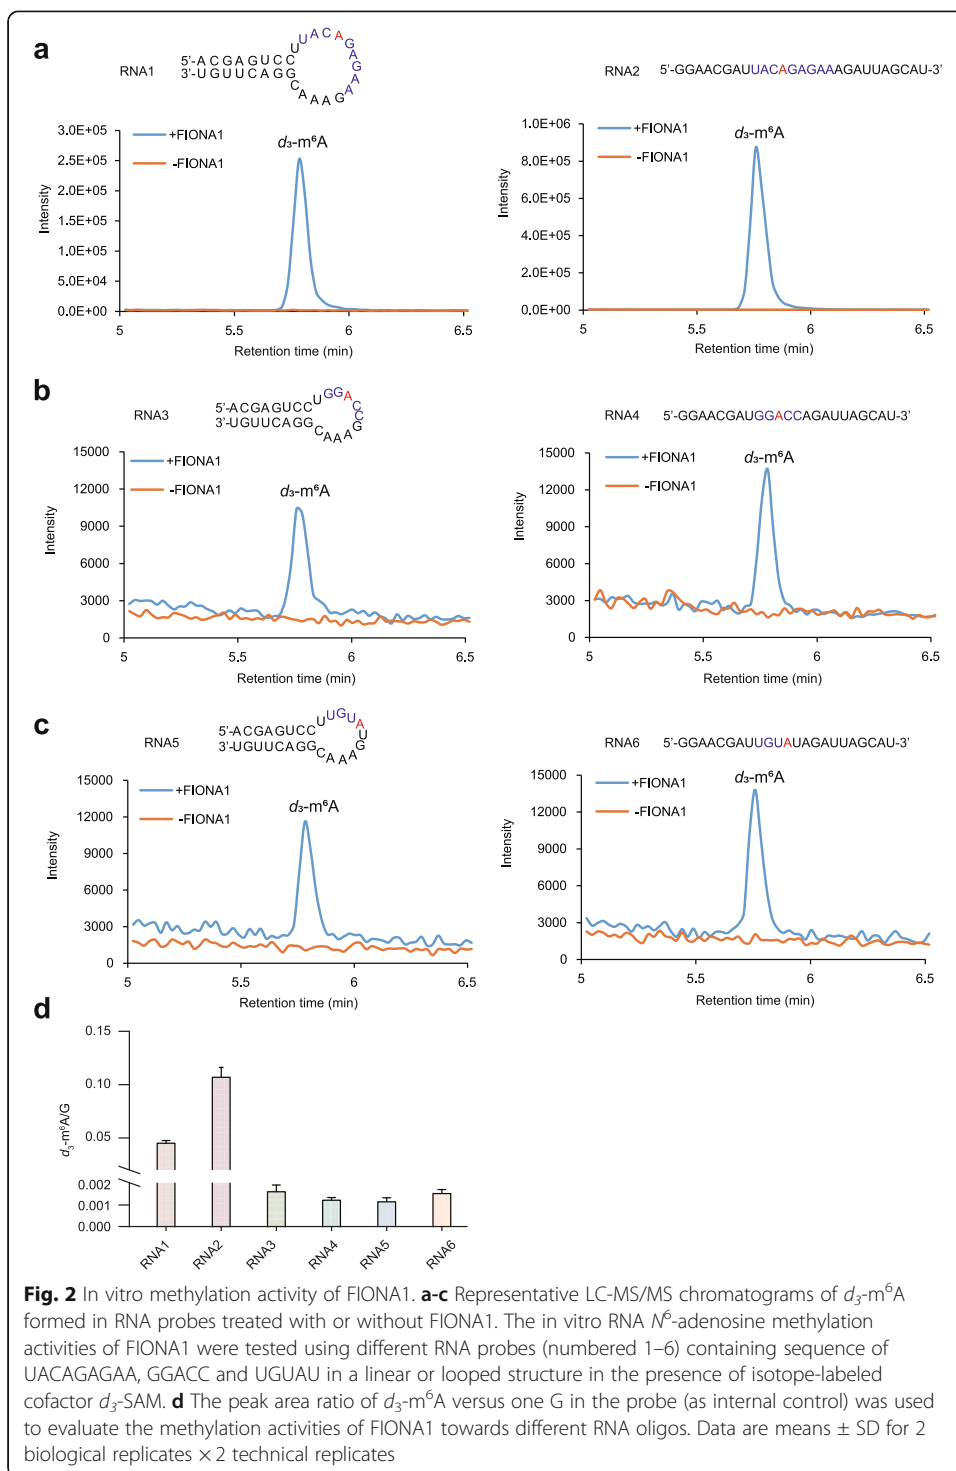 a
RNA1
5'-ACGAGUCCUUACAGAGAA
3'-UGUUCAGGCAAAG
RNA2 5'-GGAACGAUUACAGAGAAAGAUUAGCAU-3'
3.0E+05
2.5E+05
2.0E+05
1.5E+05
1.0E+05
5.0E+04
0.0E+00
Intensity
+FIONA1
-FIONA1
d3-m6A
5 5.5 6 6.5
Retention time (min)
1.0E+06
8.0E+05
6.0E+05
4.0E+05
2.0E+05
0.0E+00
Intensity
+FIONA1
-FIONA1
d3-m6A
5 5.5 6 6.5
Retention time (min)
b
RNA3
5'-ACGAGUCCUGGACC
3'-UGUUCAGGCAAAG
RNA4 5'-GGAACGAUGGACCAGAUUAGCAU-3'
15000
12000
9000
6000
3000
0
Intensity
+FIONA1
-FIONA1
d3-m6A
5 5.5 6 6.5
Retention time (min)
15000
12000
9000
6000
3000
0
Intensity
+FIONA1
-FIONA1
d3-m6A
5 5.5 6 6.5
Retention time (min)
c
RNA5
5'-ACGAGUCCUUGUAU
3'-UGUUCAGGCAAAG
RNA6 5'-GGAACGAUUGUAUAGAUUAGCAU-3'
15000
12000
9000
6000
3000
0
Intensity
+FIONA1
-FIONA1
d3-m6A
5 5.5 6 6.5
Retention time (min)
15000
12000
9000
6000
3000
0
Intensity
+FIONA1
-FIONA1
d3-m6A
5 5.5 6 6.5
Retention time (min)
d
0.15
0.10
0.05
0.002
0.001
0.000
d3-m6A/G
RNA1 RNA2 RNA3 RNA4 RNA5 RNA6
Fig. 2 In vitro methylation activity of FIONA1. a-c Representative LC-MS/MS chromatograms of d3-m6A
formed in RNA probes treated with or without FIONA1. The in vitro RNA N6-adenosine methylation
activities of FIONA1 were tested using different RNA probes (numbered 1–6) containing sequence of
UACAGAGAA, GGACC and UGUAU in a linear or looped structure in the presence of isotope-labeled
cofactor d3-SAM. d The peak area ratio of d3-m6A versus one G in the probe (as internal control) was used
to evaluate the methylation activities of FIONA1 towards different RNA oligos. Data are means ± SD for 2
biological replicates × 2 technical replicates